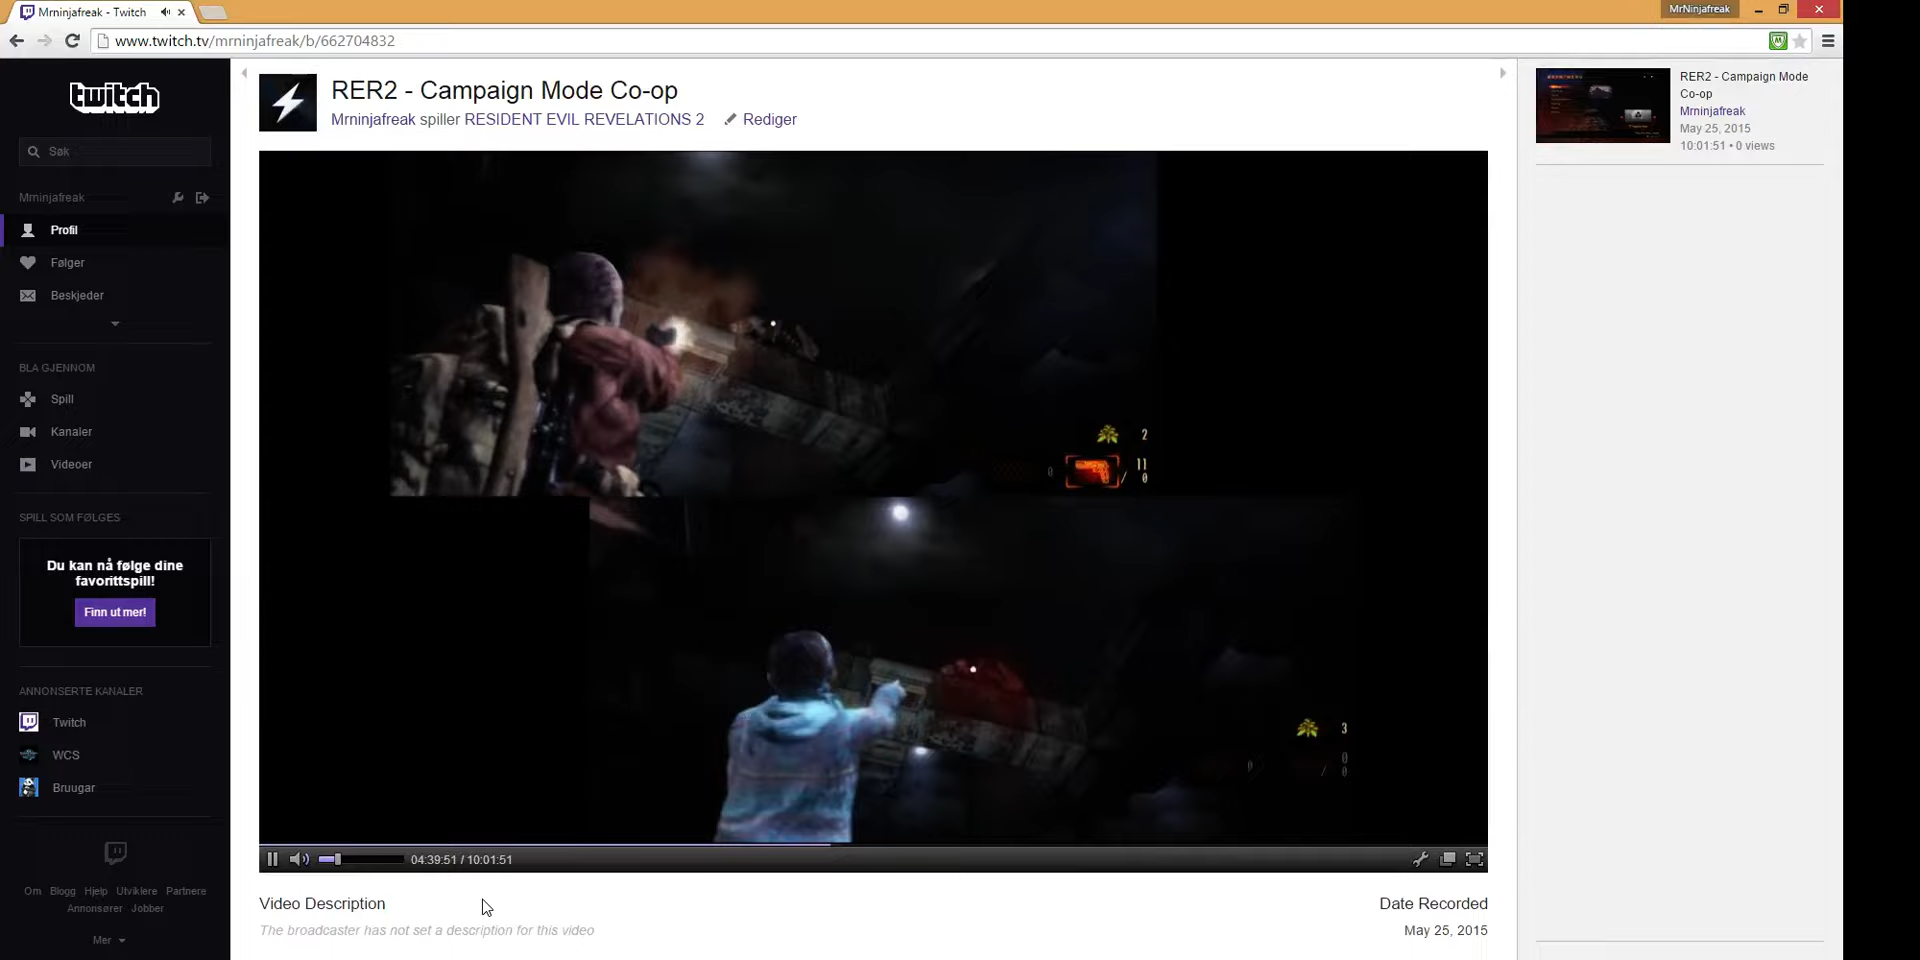 Mrninjafreak - Twitch
MrNinjafreak
www.twitch.tv/mrninjafreak/b/662704832
twitch
Søk
Mrninjafreak
Profil
Følger
Beskjeder
BLA GJENNOM
Spill
Kanaler
Videoer
SPILL SOM FØLGES
Du kan nå følge dine
favorittspill!
Finn ut mer!
ANNONSERTE KANALER
Twitch
WCS
Bruugar
Om Blogg Hjelp Utviklere Partnere
Annonsører Jobber
Mer
RER2 - Campaign Mode Co-op
Mrninjafreak spiller RESIDENT EVIL REVELATIONS 2 Rediger
2
0 / 11
0
3
0
0 / 0
04:39:51 / 10:01:51
Video Description
The broadcaster has not set a description for this video
Date Recorded
May 25, 2015
RER2 - Campaign Mode
Co-op
Mrninjafreak
May 25, 2015
10:01:51 • 0 views